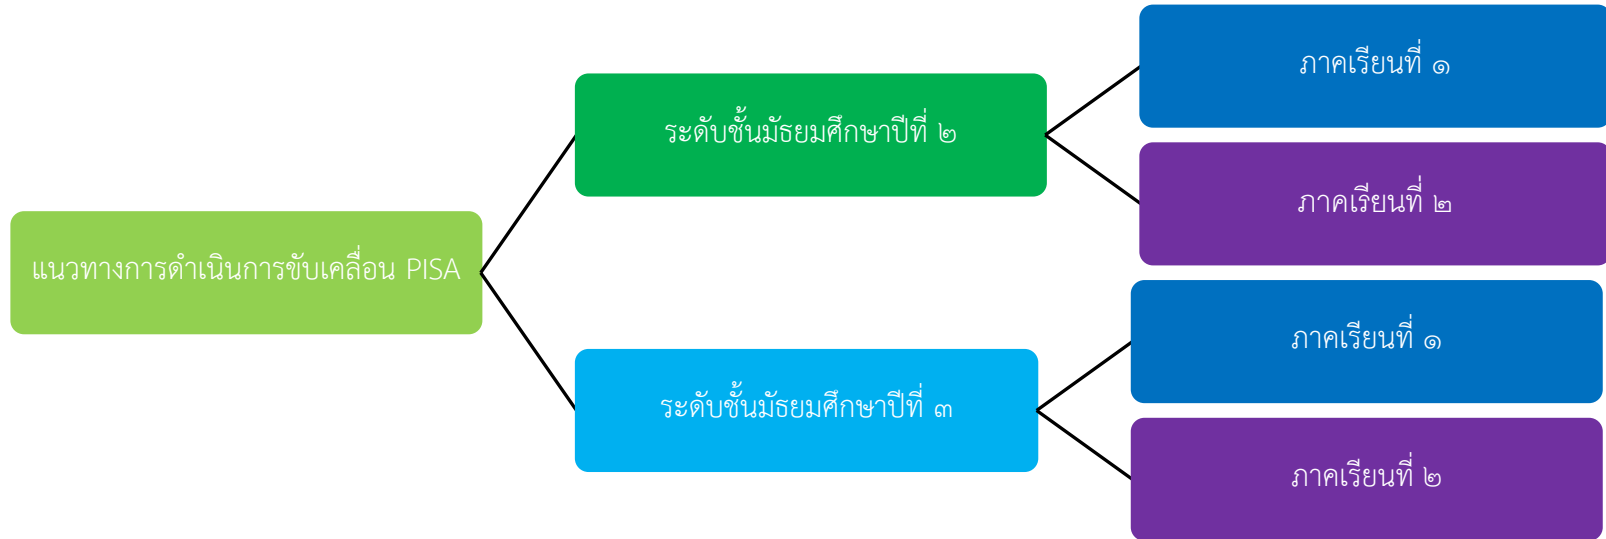 แนวทางการดำเนินการขับเคลื่อน PISA
ระดับชั้นมัธยมศึกษาปีที่ ๒
ภาคเรียนที่ ๑
ภาคเรียนที่ ๒
ระดับชั้นมัธยมศึกษาปีที่ ๓
ภาคเรียนที่ ๑
ภาคเรียนที่ ๒